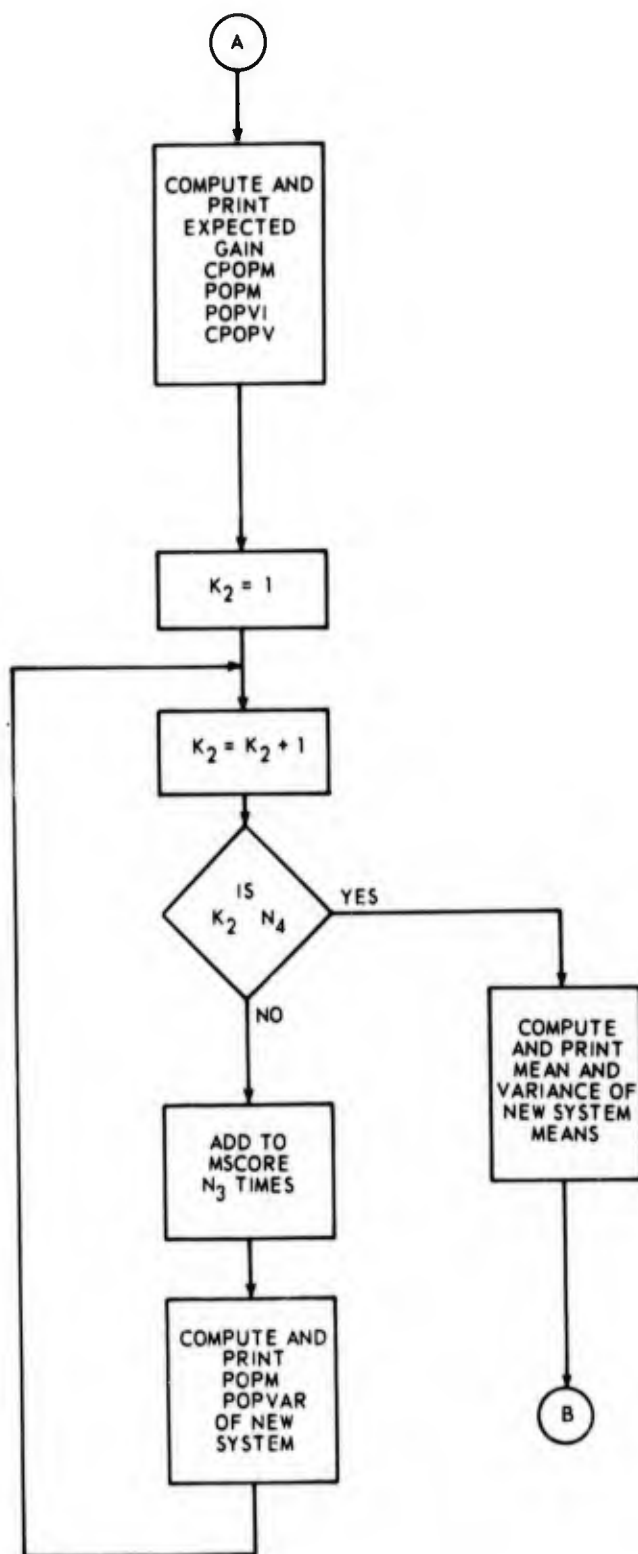 A
COMPUTE AND
PRINT
EXPECTED
GAIN
CPOPM
POPM
POPVI
CPOPV
K₂ = 1
K₂ = K₂ + 1
IS
K₂ N₄
YES
NO
ADD TO
MSCORE
N₃ TIMES
COMPUTE AND
PRINT
POPM
POPVAR
OF NEW
SYSTEM
COMPUTE
AND PRINT
MEAN AND
VARIANCE OF
NEW SYSTEM
MEANS
B